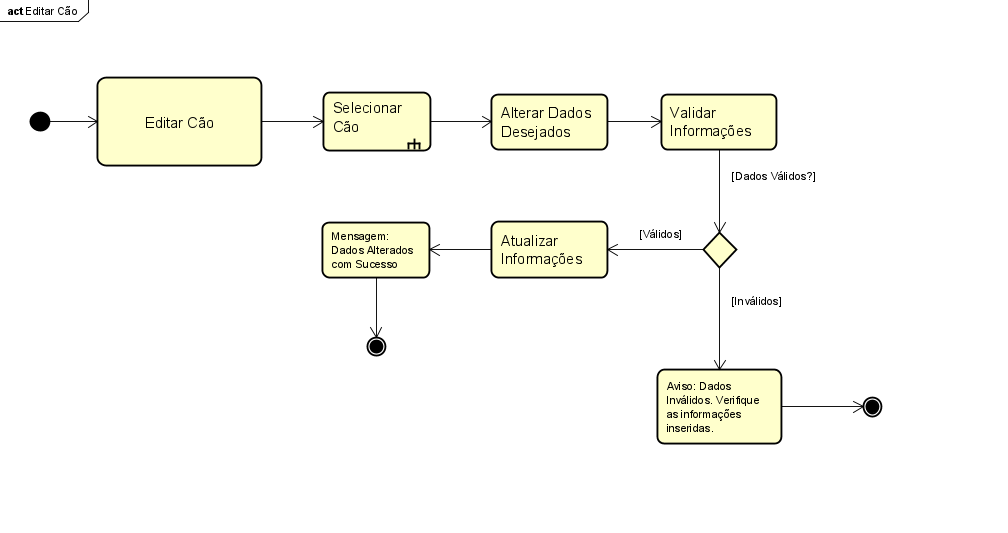 act Editar Cão
Editar Cão
Selecionar
Cão
Alterar Dados
Desejados
Validar
Informações
[Dados Válidos?]
Mensagem:
Dados Alterados
com Sucesso
Atualizar
Informações
[Válidos]
[Inválidos]
Aviso: Dados
Inválidos. Verifique
as informações
inseridas.